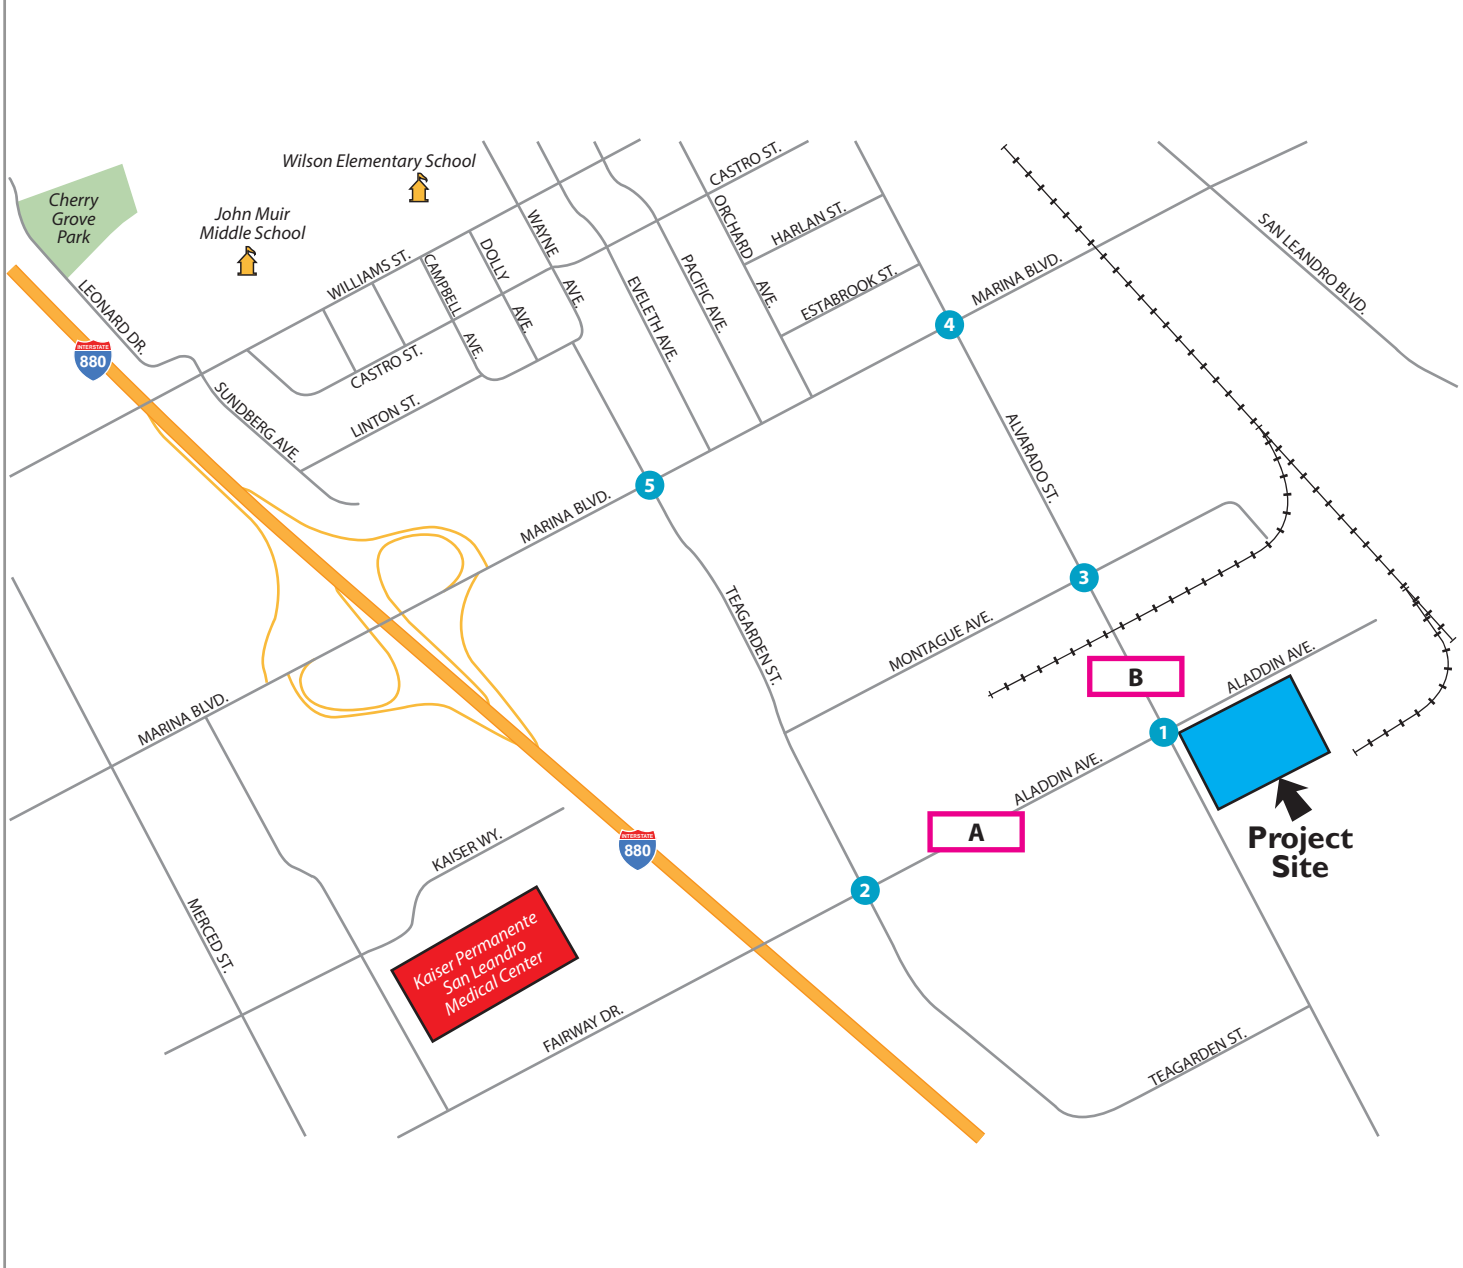 Wilson Elementary School
CASTRO ST.
Cherry
Grove
Park
John Muir
Middle School
ORCHARD
AVE.
HARLAN ST.
WAYNE
AVE.
SAN LEANDRO BLVD.
DOLLY
AVE.
WILLIAMS ST.
CAMPBELL
AVE.
PACIFIC AVE.
EVELETH AVE.
ESTABROOK ST.
MARINA BLVD.
LEONARD DR.
4
INTERSTATE
880
CASTRO ST.
SUNDBERG AVE.
LINTON ST.
ALVARADO ST.
5
MARINA BLVD.
3
TEAGARDEN ST.
MONTAGUE AVE.
B
ALADDIN AVE.
MARINA BLVD.
1
ALADDIN AVE.
A
Project
Site
INTERSTATE
880
KAISER WY.
2
MERCED ST.
Kaiser Permanente
San Leandro
Medical Center
FAIRWAY DR.
TEAGARDEN ST.